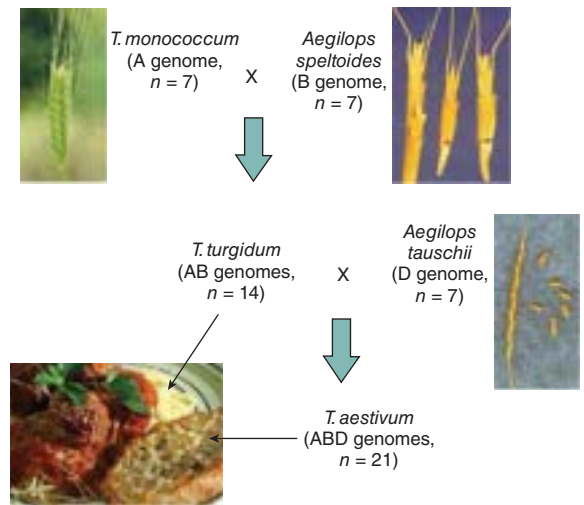 T. monococcum
(A genome,
n = 7)
X
Aegilops
speltoides
(B genome,
n = 7)
T. turgidum
(AB genomes,
n = 14)
X
Aegilops
tauschii
(D genome,
n = 7)
T. aestivum
(ABD genomes,
n = 21)